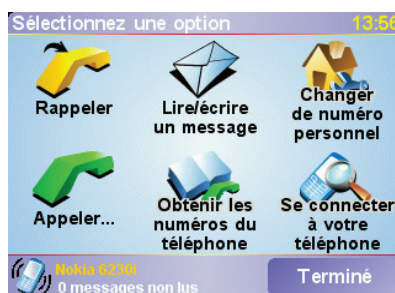 Sélectionnez une option 13:56
Rappeler
Lire/écrire
un message
Changer
de numéro
personnel
Appeler...
Obtenir les
numéros du
téléphone
Se connecter
à votre
téléphone
Nokia 6230i
0 messages non lus
Terminé